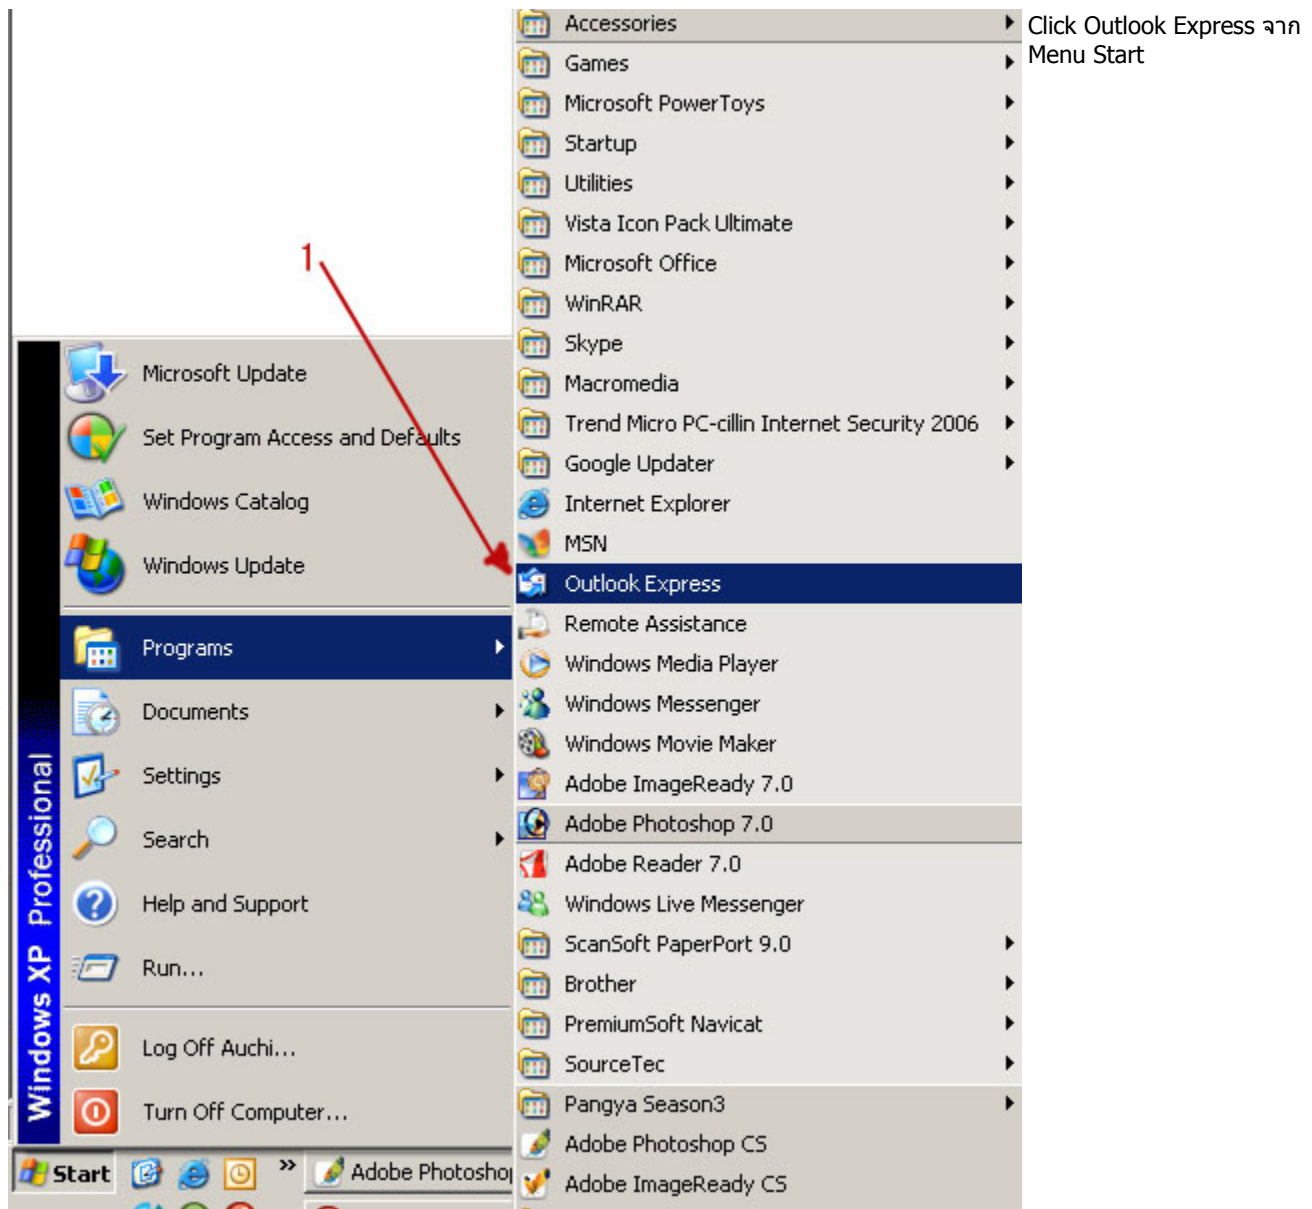 Accessories
Games
Microsoft PowerToys
Startup
Utilities
Vista Icon Pack Ultimate
Microsoft Office
WinRAR
Skype
Macromedia
Trend Micro PC-cillin Internet Security 2006
Google Updater
Internet Explorer
MSN
Outlook Express
Remote Assistance
Windows Media Player
Windows Messenger
Windows Movie Maker
Adobe ImageReady 7.0
Adobe Photoshop 7.0
Adobe Reader 7.0
Windows Live Messenger
ScanSoft PaperPort 9.0
Brother
PremiumSoft Navicat
SourceTec
Pangya Season3
Adobe Photoshop CS
Adobe ImageReady CS
Click Outlook Express จาก
Menu Start
1
Microsoft Update
Set Program Access and Defaults
Windows Catalog
Windows Update
Programs
Documents
Settings
Search
Help and Support
Run...
Log Off Auchi...
Turn Off Computer...
Windows XP Professional
Start
»
Adobe Photoshop